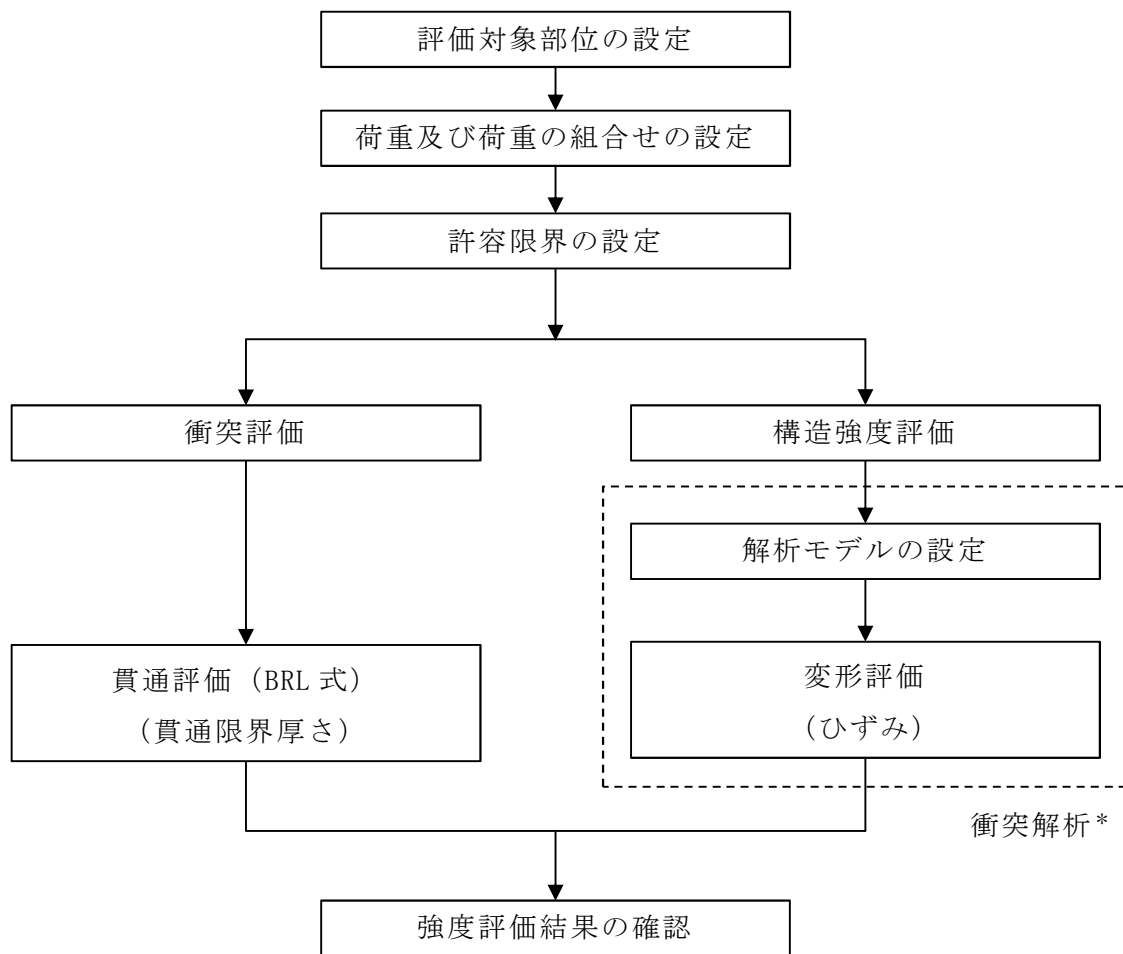 評価対象部位の設定
荷重及び荷重の組合せの設定
許容限界の設定
衝突評価
構造強度評価
解析モデルの設定
貫通評価（BRL 式）
（貫通限界厚さ）
変形評価
（ひずみ）
衝突解析*
強度評価結果の確認